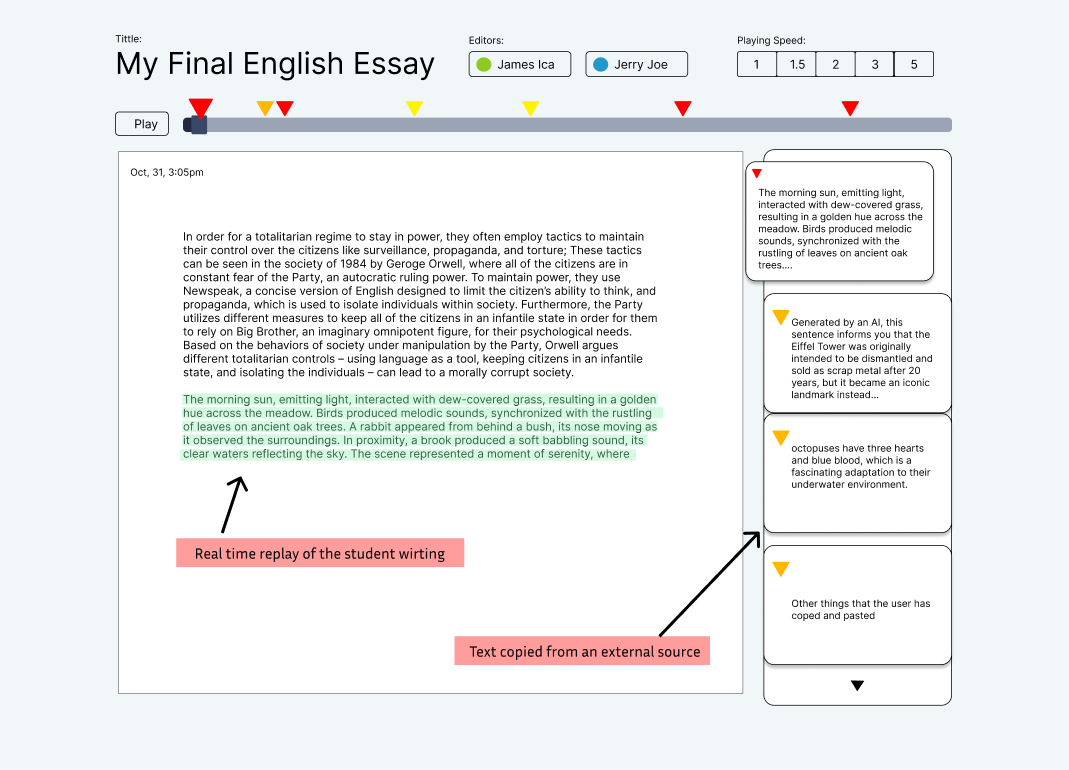 Tittle:
My Final English Essay
Editors:
James Ica
Jerry Joe
Playing Speed:
1 1.5 2 3 5
Play
Oct, 31, 3:05pm
In order for a totalitarian regime to stay in power, they often employ tactics to maintain
their control over the citizens like surveillance, propaganda, and torture; These tactics
can be seen in the society of 1984 by Geroge Orwell, where all of the citizens are in
constant fear of the Party, an autocratic ruling power. To maintain power, they use
Newspeak, a concise version of English designed to limit the citizen’s ability to think, and
propaganda, which is used to isolate individuals within society. Furthermore, the Party
utilizes different measures to keep all of the citizens in an infantile state in order for them
to rely on Big Brother, an imaginary omnipotent figure, for their psychological needs.
Based on the behaviors of society under manipulation by the Party, Orwell argues
different totalitarian controls – using language as a tool, keeping citizens in an infantile
state, and isolating the individuals – can lead to a morally corrupt society.
The morning sun, emitting light, interacted with dew-covered grass, resulting in a golden
hue across the meadow. Birds produced melodic sounds, synchronized with the rustling
of leaves on ancient oak trees. A rabbit appeared from behind a bush, its nose moving as
it observed the surroundings. In proximity, a brook produced a soft babbling sound, its
clear waters reflecting the sky. The scene represented a moment of serenity, where
Real time replay of the student wirting
Text copied from an external source
The morning sun, emitting light,
interacted with dew-covered grass,
resulting in a golden hue across the
meadow. Birds produced melodic
sounds, synchronized with the
rustling of leaves on ancient oak
trees....
Generated by an AI, this
sentence informs you that the
Eiffel Tower was originally
intended to be dismantled and
sold as scrap metal after 20
years, but it became an iconic
landmark instead...
octopuses have three hearts
and blue blood, which is a
fascinating adaptation to their
underwater environment.
Other things that the user has
coped and pasted